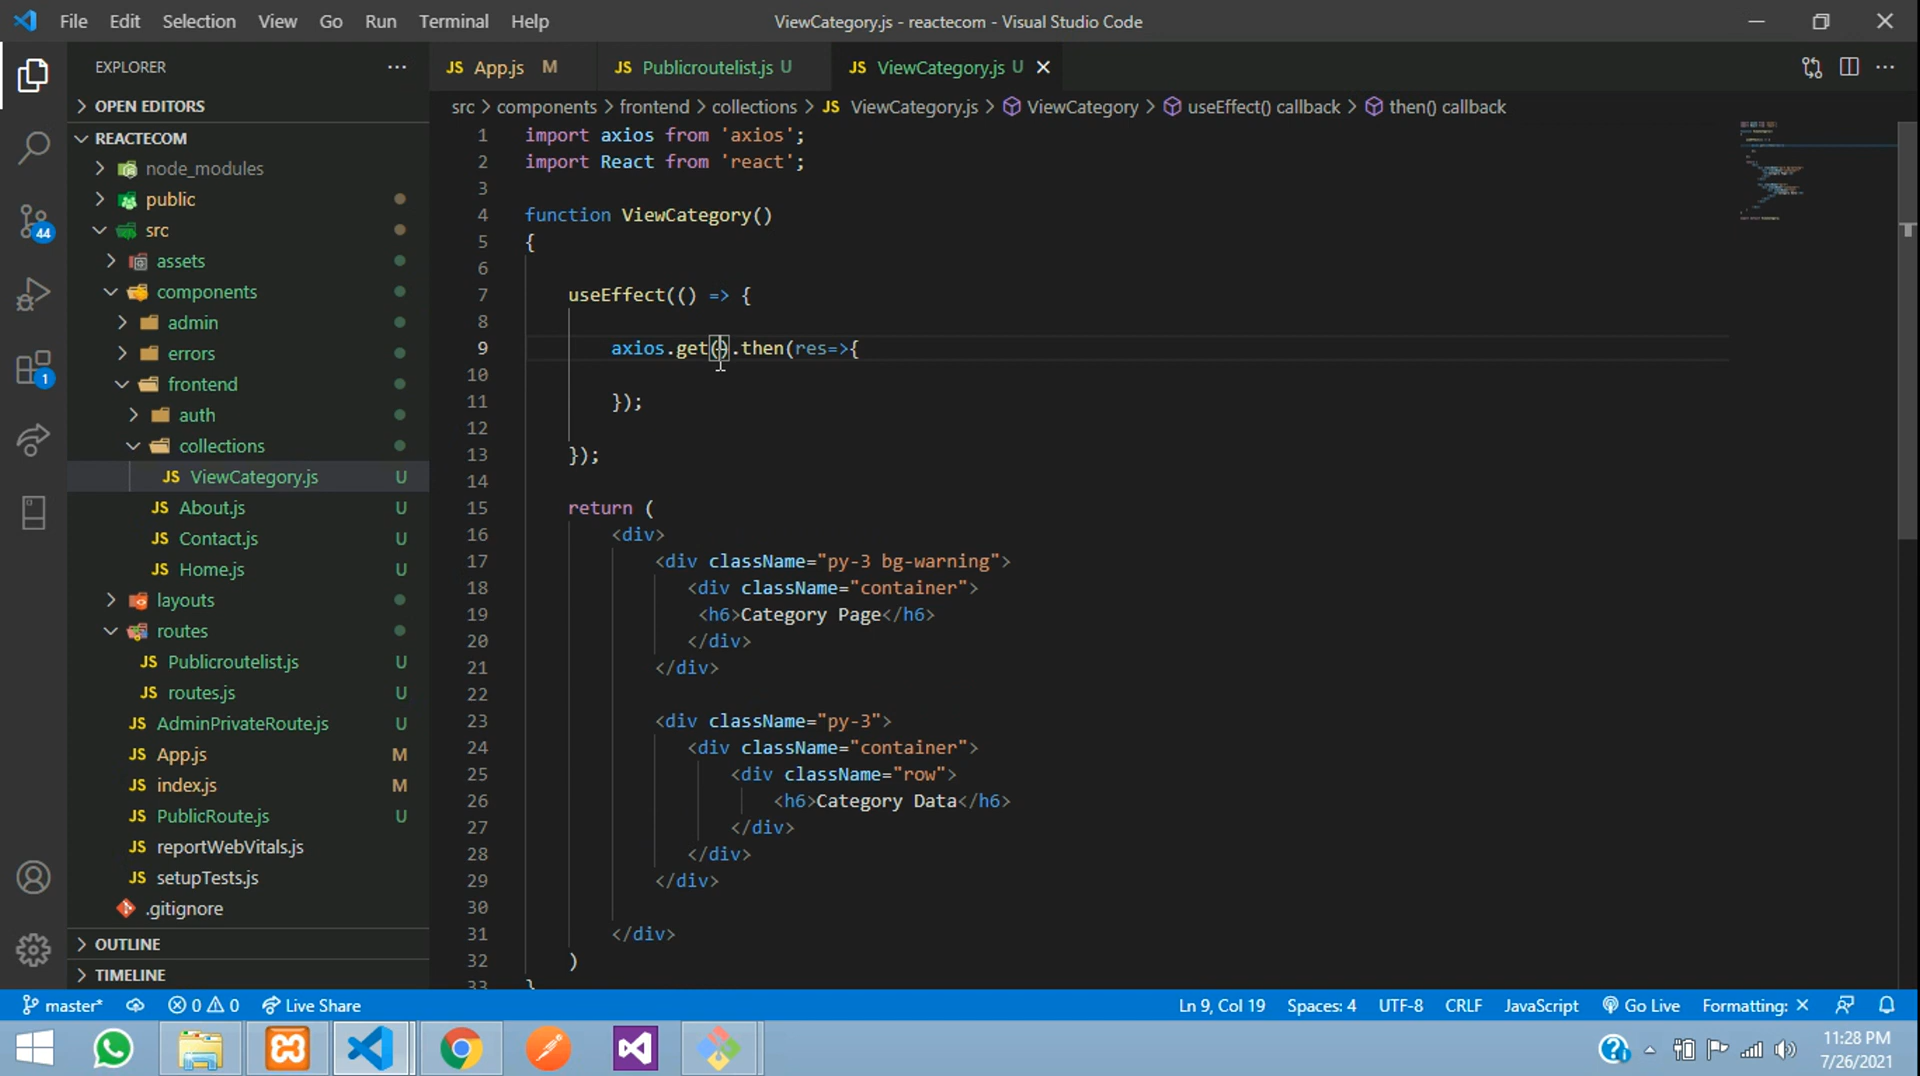 File Edit Selection View Go Run Terminal Help
ViewCategory.js - reactecom - Visual Studio Code
EXPLORER
OPEN EDITORS
REACTECOM
node_modules
public
src
assets
components
admin
errors
frontend
auth
collections
ViewCategory.js U
About.js U
Contact.js U
Home.js U
layouts
routes
Publicroutelist.js U
routes.js U
AdminPrivateRoute.js U
App.js M
index.js M
PublicRoute.js U
reportWebVitals.js
setupTests.js
.gitignore
OUTLINE
TIMELINE
44
1
JS App.js M
JS Publicroutelist.js U
JS ViewCategory.js U
src > components > frontend > collections > JS ViewCategory.js > ViewCategory > useEffect() callback > then() callback
1 import axios from 'axios';
2 import React from 'react';
3
4 function ViewCategory()
5 {
6
7 useEffect(() => {
8
9 axios.get().then(res=>{
10
11 });
12
13 });
14
15 return (
16 <div>
17 <div className="py-3 bg-warning">
18 <div className="container">
19 <h6>Category Page</h6>
20 </div>
21 </div>
22
23 <div className="py-3">
24 <div className="container">
25 <div className="row">
26 <h6>Category Data</h6>
27 </div>
28 </div>
29 </div>
30
31 </div>
32 )
33 }
master* 0 0 Live Share
Ln 9, Col 19 Spaces: 4 UTF-8 CRLF JavaScript Go Live Formatting: ×
11:28 PM
7/26/2021